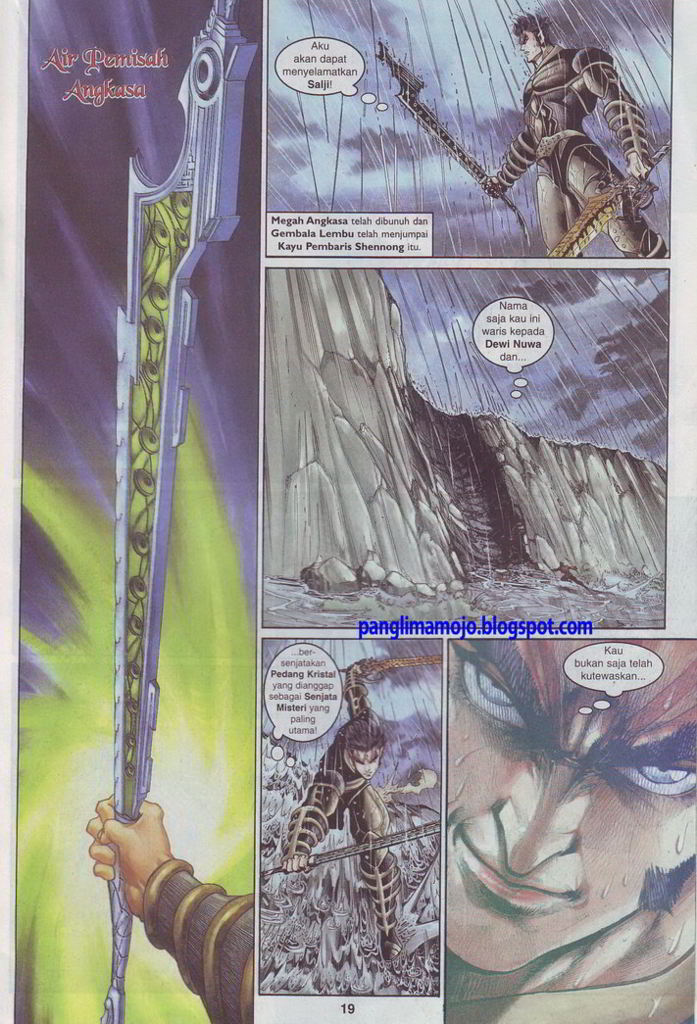 Air Pemisah
Angkasa
Aku
akan dapat
menyelamatkan
Salji!
Megah Angkasa telah dibunuh dan
Gembala Lembu telah menjumpai
Kayu Pembaris Shennong itu.
Nama
saja kau ini
waris kepada
Dewi Nuwa
dan...
panglimamojo.blogspot.com
...ber-
senjatakan
Pedang Kristal
yang dianggap
sebagai Senjata
Misteri yang
paling
utama!
Kau
bukan saja telah
kutewaskan...
19